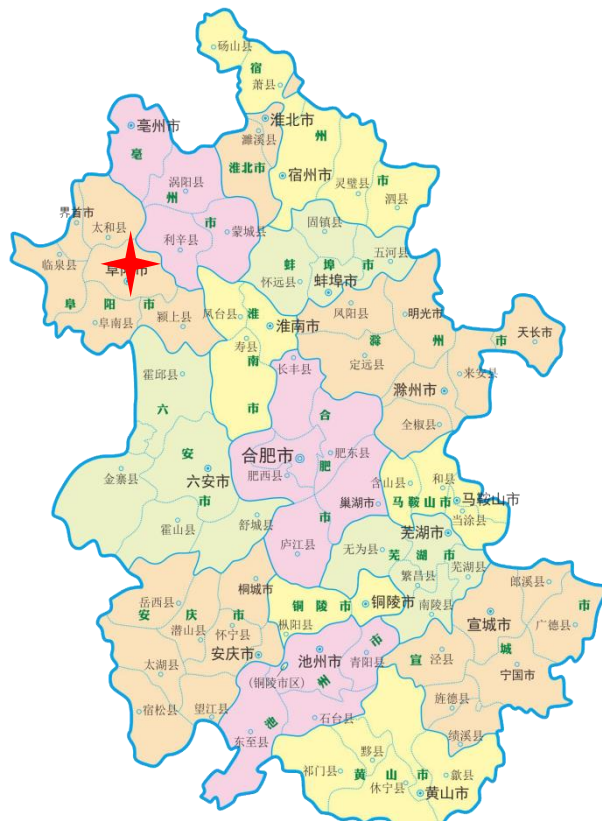 砀山县
宿
萧县
亳州市
淮北市
州
濉溪县
亳
淮北市
宿州市
涡阳县
灵璧县
市
泗县
州
界首市
太和县
固镇县
利辛县
市
蒙城县
临泉县
阜阳市
蚌埠市
五河县
怀远县
蚌埠市
阜阳市
凤台县
淮
凤阳县
明光市
阜南县
颍上县
淮南市
滁州市
天长市
寿县
南
长丰县
定远县
来安县
霍邱县
滁州市
六
市
合
全椒县
安
合肥市
肥东县
金寨县
六安市
肥西县
肥
含山县
和县
市
巢湖市
马鞍山市
马鞍山市
霍山县
舒城县
市
当涂县
庐江县
无为县
芜湖市
芜湖市
桐城市
繁昌县
芜湖县
郎溪县
岳西县
铜陵市
铜陵市
南陵县
安庆市
枞阳县
宣城市
市
潜山县
怀宁县
广德县
安庆市
池州市
市
青阳县
宣
泾县
城
太湖县
(铜陵市区)
州
宁国市
宿松县
望江县
池
石台县
旌德县
东至县
绩溪县
黟县
祁门县
黄山市
歙县
休宁县
黄山市